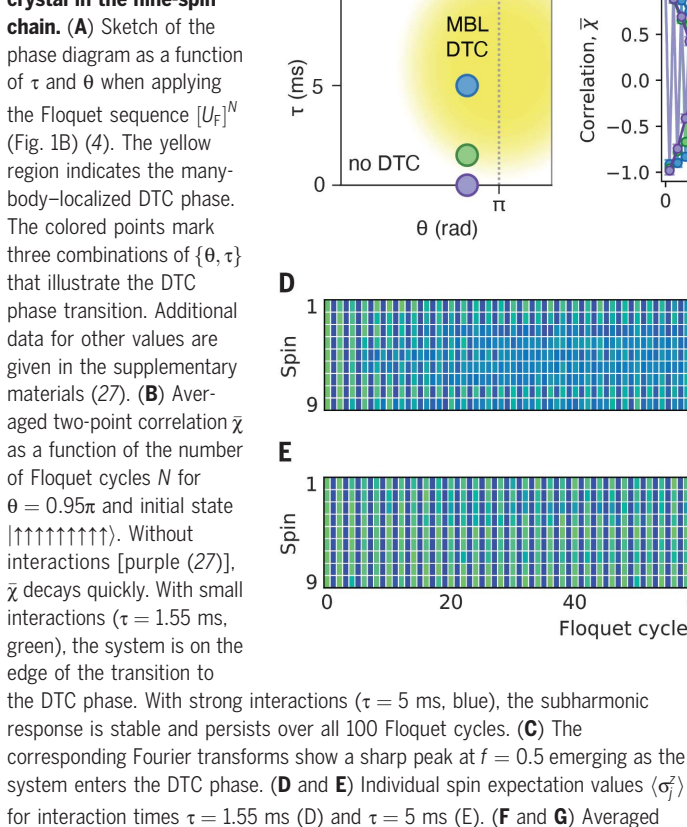 crystal in the nine-spin
chain. (A) Sketch of the
phase diagram as a function
of τ and θ when applying
the Floquet sequence [U_F]^N
(Fig. 1B) (4). The yellow
region indicates the many-
body–localized DTC phase.
The colored points mark
three combinations of {θ, τ}
that illustrate the DTC
phase transition. Additional
data for other values are
given in the supplementary
materials (27). (B) Aver-
aged two-point correlation χ̄
as a function of the number
of Floquet cycles N for
θ = 0.95π and initial state
|↑↑↑↑↑↑↑↑↑⟩. Without
interactions [purple (27)],
χ̄ decays quickly. With small
interactions (τ = 1.55 ms,
green), the system is on the
edge of the transition to
the DTC phase. With strong interactions (τ = 5 ms, blue), the subharmonic
response is stable and persists over all 100 Floquet cycles. (C) The
corresponding Fourier transforms show a sharp peak at f = 0.5 emerging as the
system enters the DTC phase. (D and E) Individual spin expectation values ⟨σ_j^z⟩
for interaction times τ = 1.55 ms (D) and τ = 5 ms (E). (F and G) Averaged
MBL
DTC
τ (ms)
5
no DTC
0
π
θ (rad)
Correlation, χ̄
0.5
0.0
−0.5
−1.0
0
D
1
Spin
9
E
1
Spin
9
0
20
40
Floquet cycle